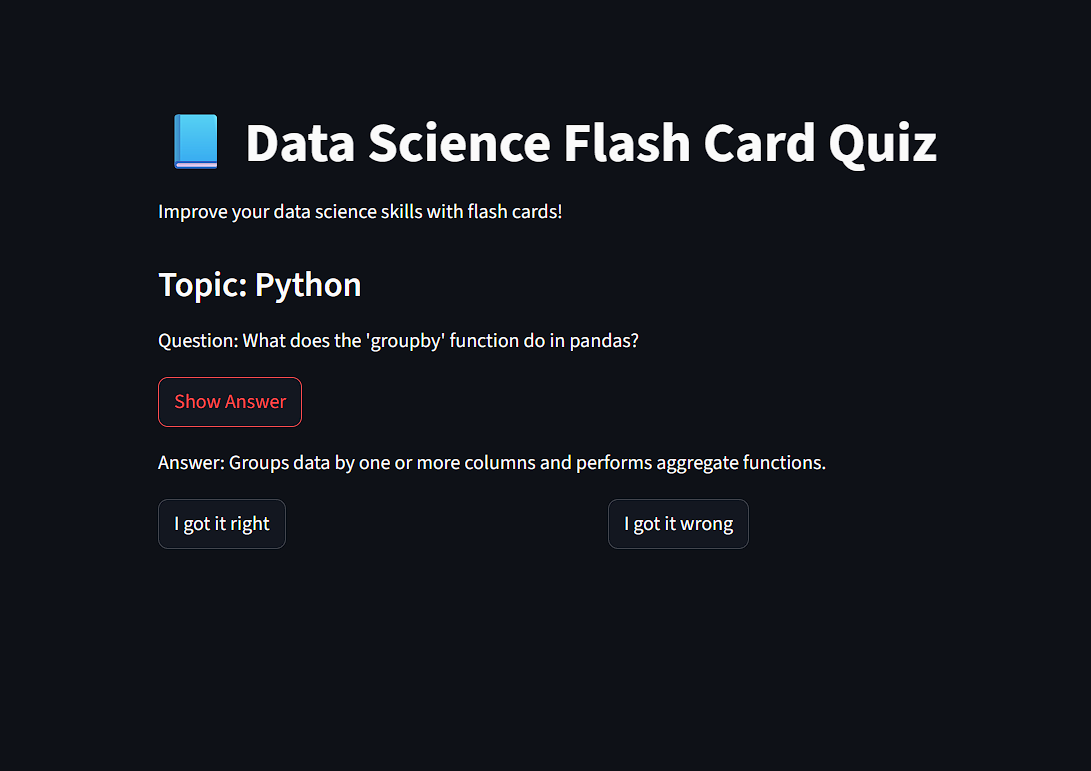 Data Science Flash Card Quiz
Improve your data science skills with flash cards!
Topic: Python
Question: What does the 'groupby' function do in pandas?
Show Answer
Answer: Groups data by one or more columns and performs aggregate functions.
I got it right
I got it wrong